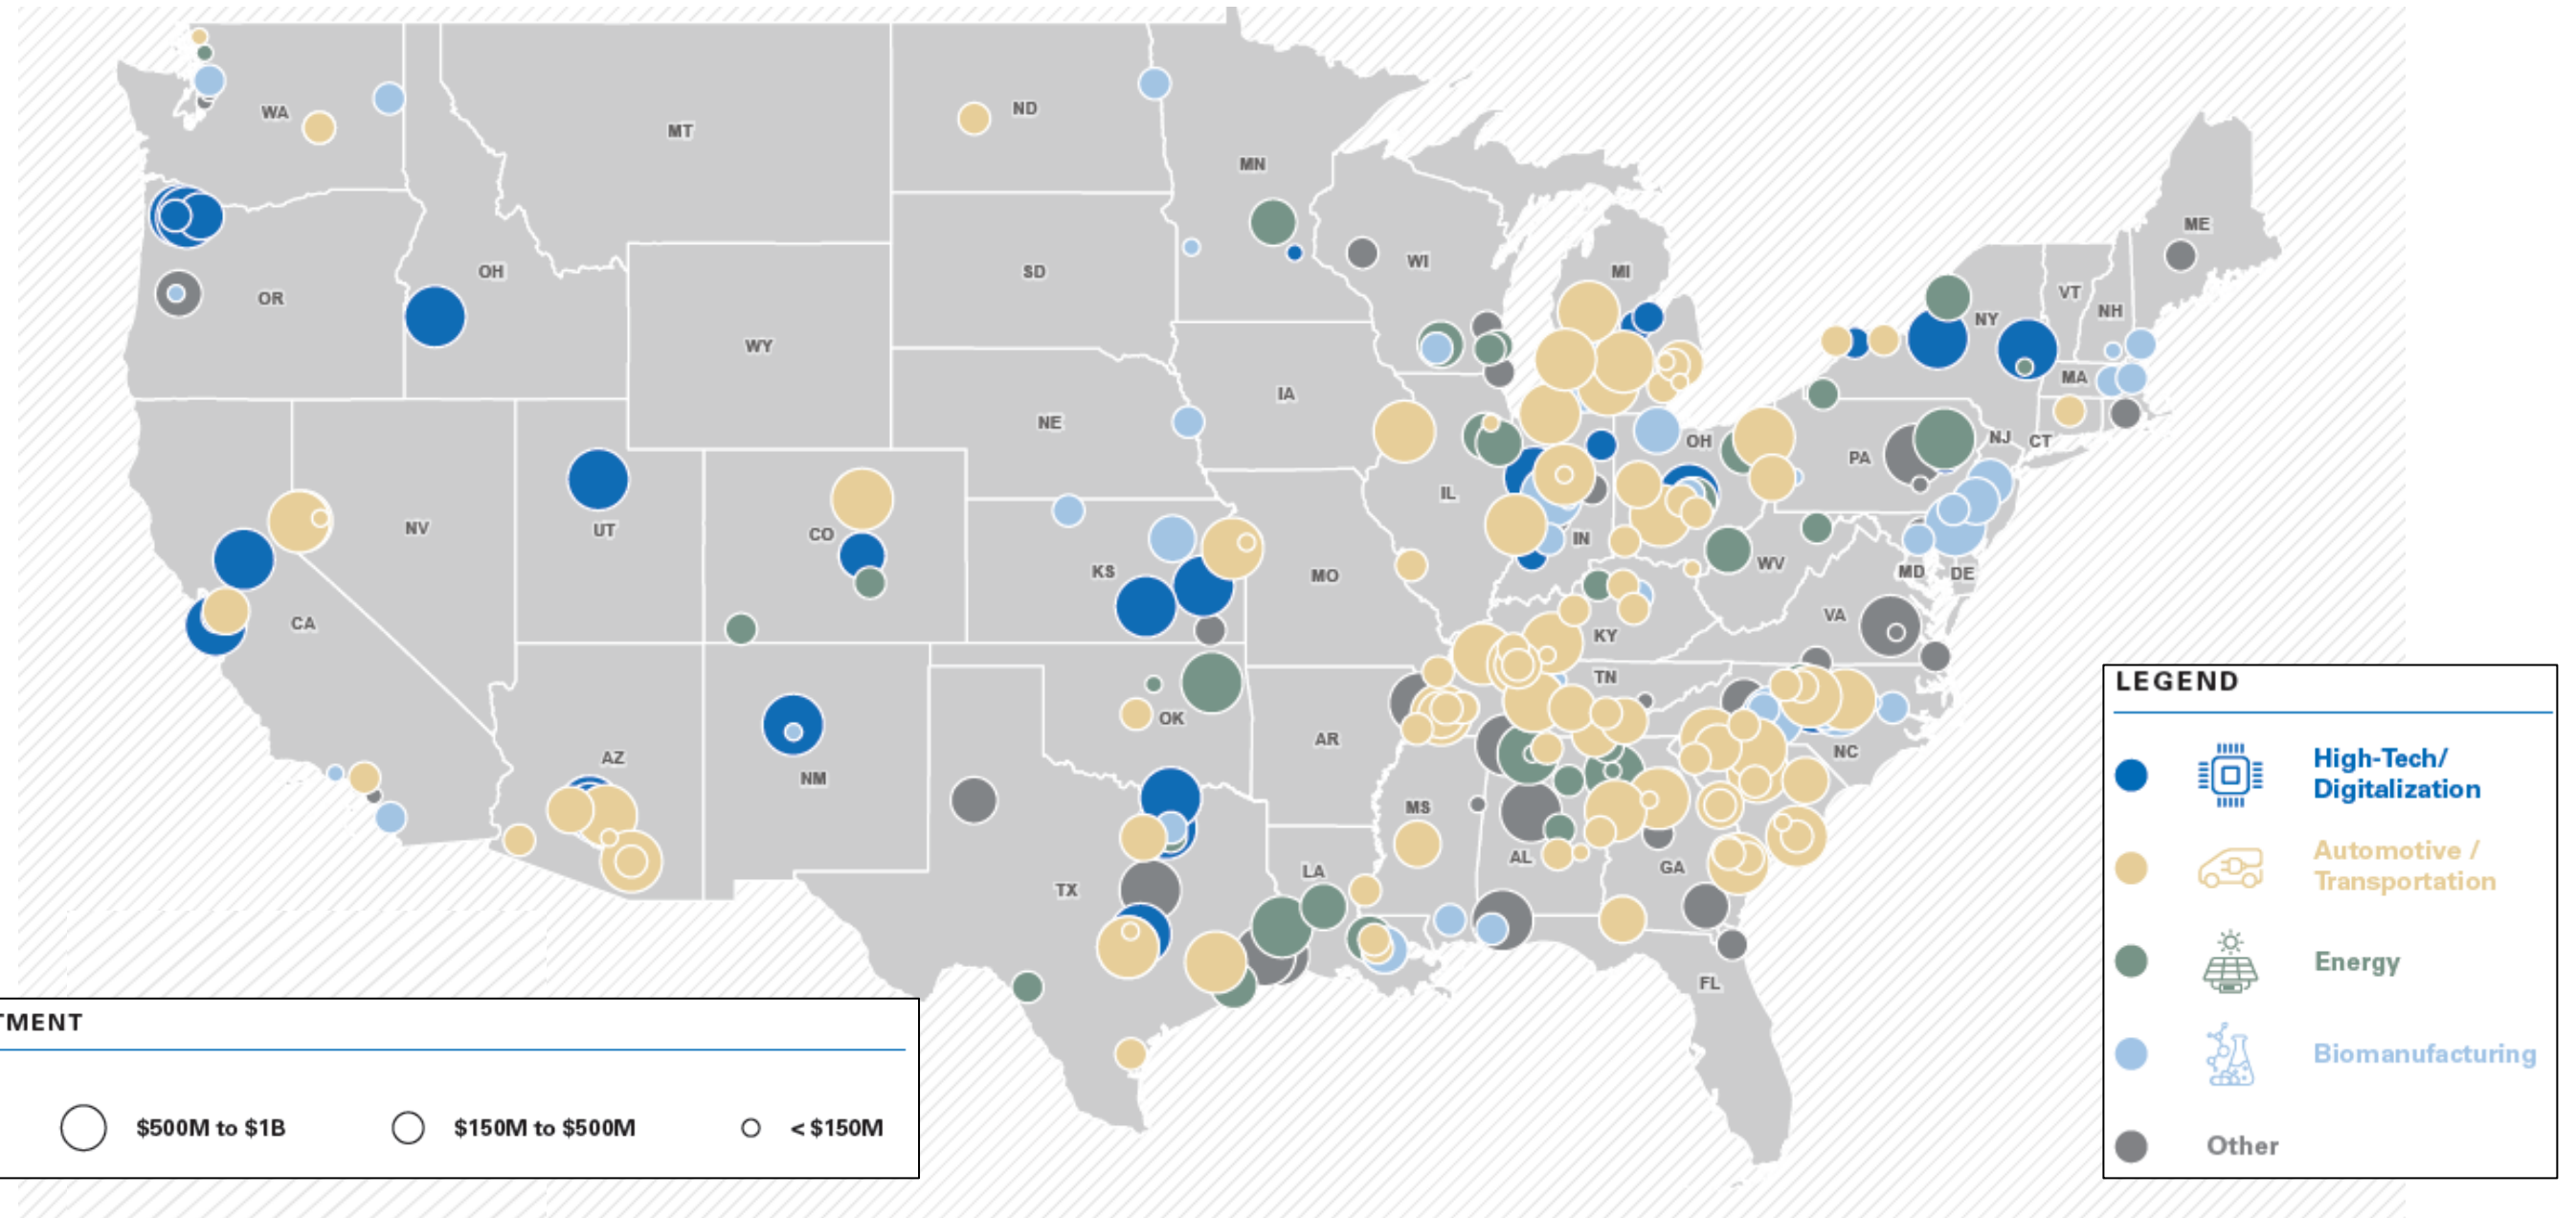 WA
MT
ND
MN
OH
OR
SD
WI
MI
ME
VT
NH
NY
WY
IA
NE
MA
OH
PA
NJ
CT
IL
NV
UT
CO
IN
KS
MO
WV
MD
DE
CA
VA
KY
TN
OK
AR
AZ
NM
NC
MS
AL
GA
LA
TX
FL
LEGEND
High-Tech/
Digitalization
Automotive /
Transportation
Energy
Biomanufacturing
Other
TMENT
$500M to $1B
$150M to $500M
< $150M